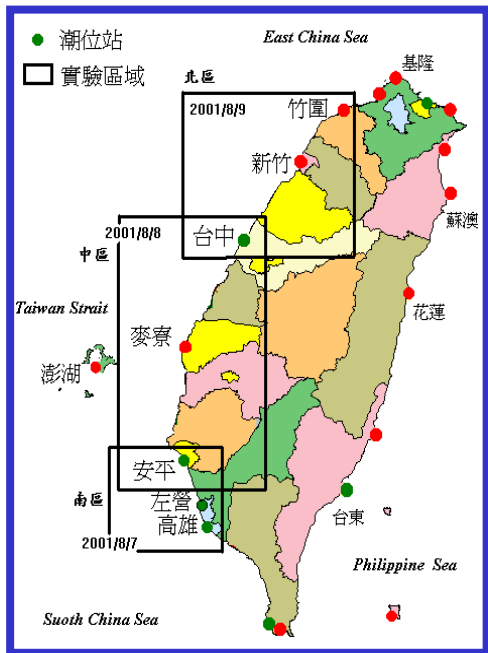 East China Sea
潮位站
實驗區域
北區
基隆
2001/8/9
竹圍
新竹
蘇澳
台中
2001/8/8
中區
Taiwan Strait
花蓮
麥寮
澎湖
安平
南區
左營
高雄
台東
2001/8/7
Philippine Sea
Suoth China Sea